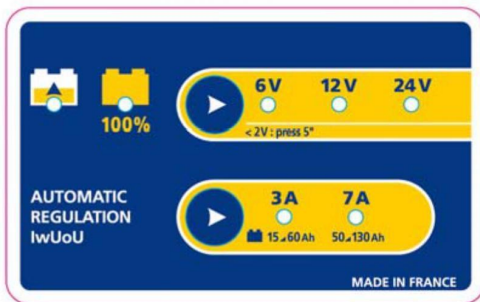 6V 12V 24V
100%
< 2V : press 5"
AUTOMATIC
REGULATION
IwUoU
3A 7A
15⊿60Ah 50⊿130Ah
MADE IN FRANCE